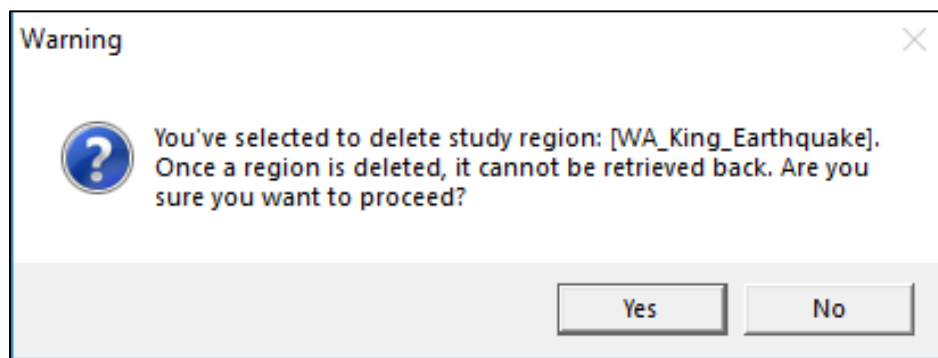 Warning
You've selected to delete study region: [WA_King_Earthquake].
Once a region is deleted, it cannot be retrieved back. Are you
sure you want to proceed?
Yes No